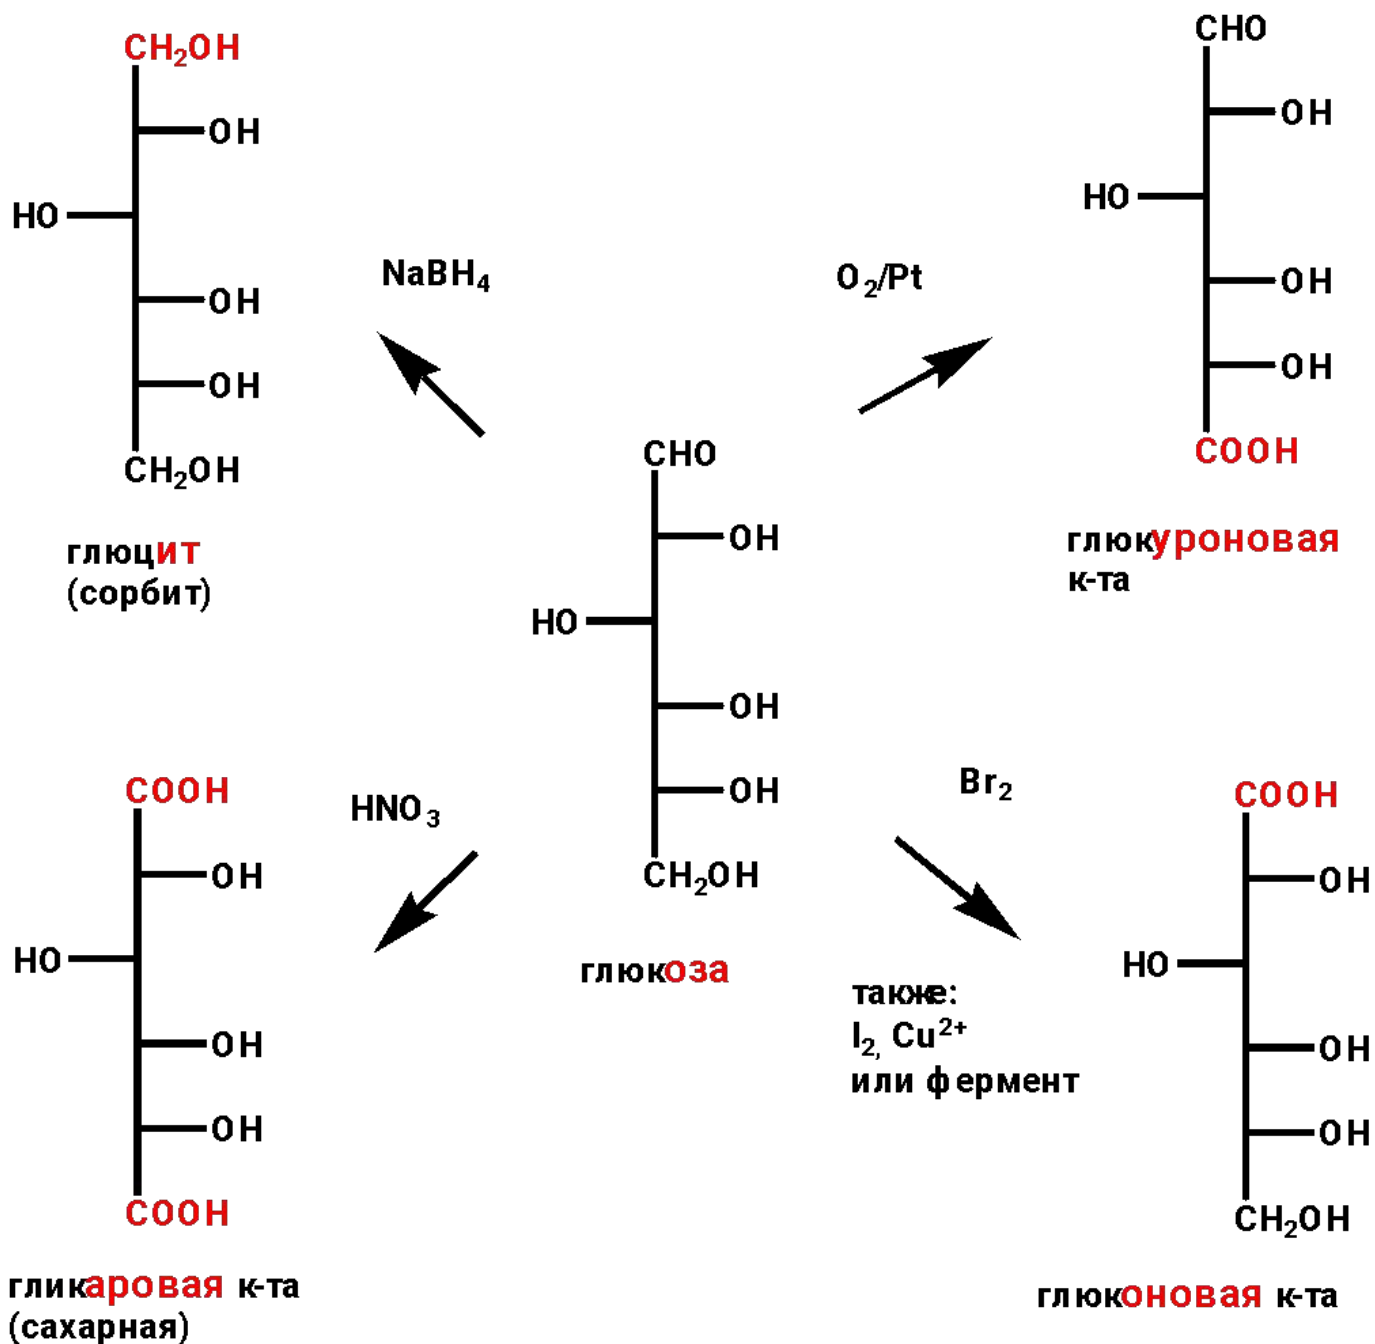 CH₂OH
OH
HO
OH
OH
CH₂OH
глюцит
(сорбит)
NaBH₄
O₂/Pt
CHO
OH
HO
OH
OH
COOH
глюкуроновая
к-та
CHO
OH
HO
OH
OH
CH₂OH
глюкоза
HNO₃
COOH
OH
HO
OH
OH
COOH
гликаровая к-та
(сахарная)
Br₂
также:
I₂, Cu²⁺
или фермент
COOH
OH
HO
OH
OH
CH₂OH
глюконовая к-та